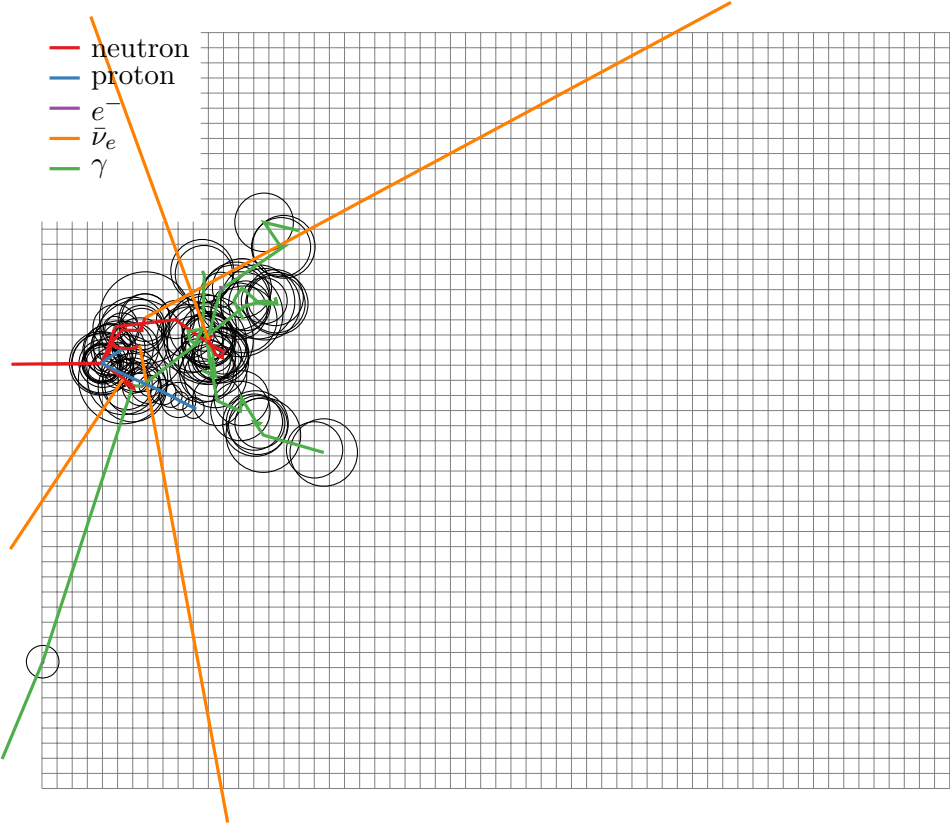 neutron
proton
e⁻
ν̄ₑ
γ